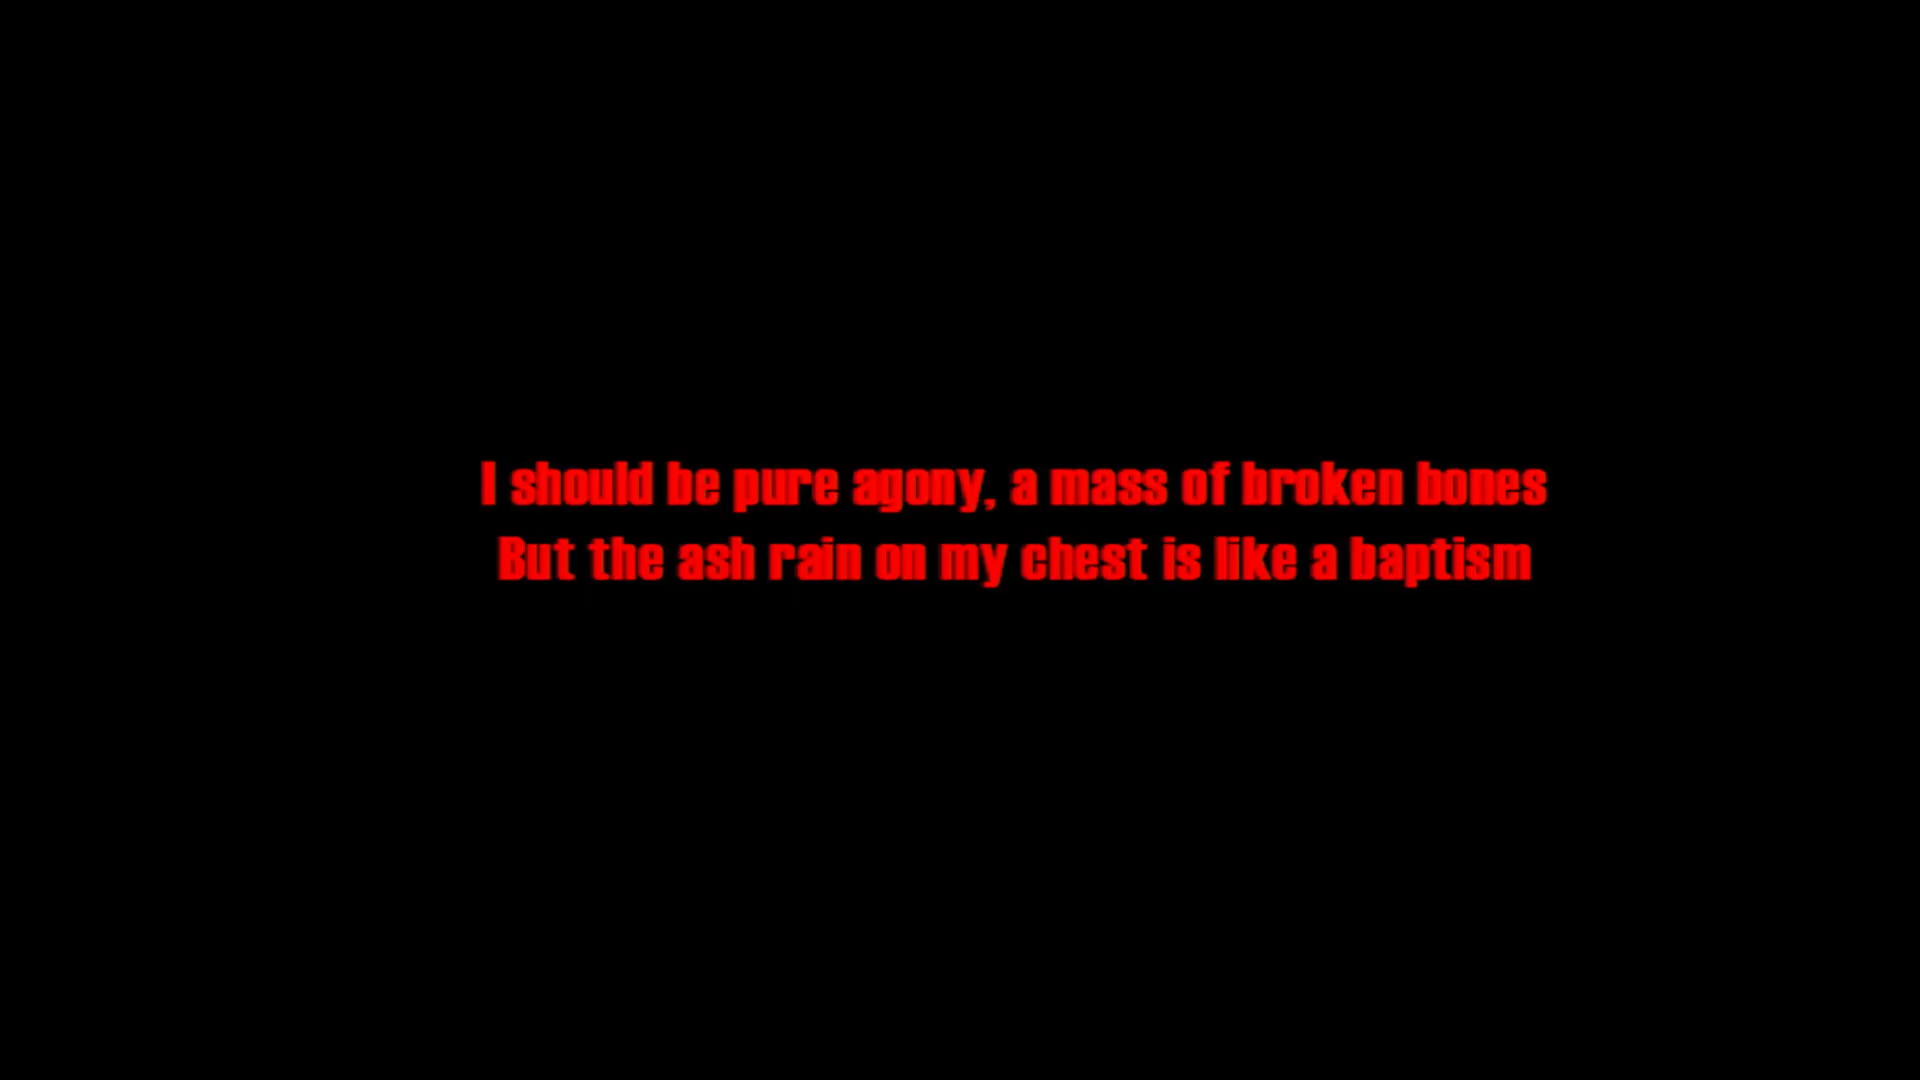 I should be pure agony, a mass of broken bones
But the ash rain on my chest is like a baptism